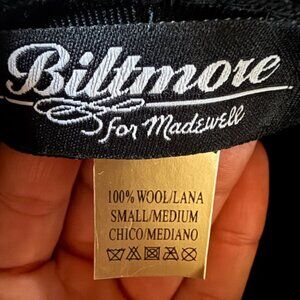 Biltmore
for Madewell
100% WOOL/LANA
SMALL/MEDIUM
CHICO/MEDIANO